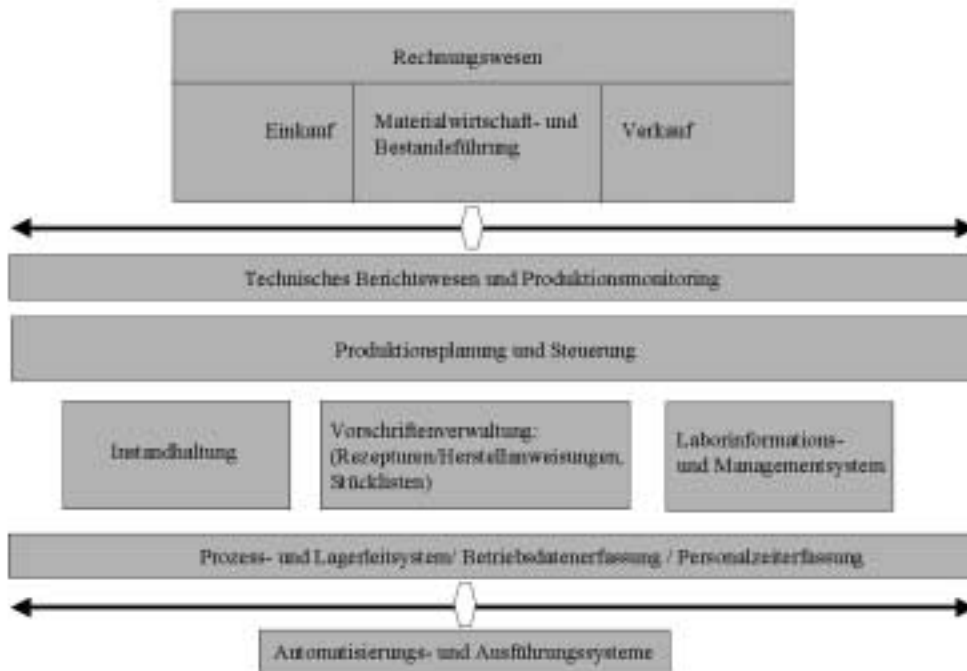 Rechnungswesen
Einkauf
Materialwirtschaft- und
Bestandsführung
Verkauf
Technisches Berichtswesen und Produktionsmonitoring
Produktionsplanung und Steuerung
Instandhaltung
Vorschriftenverwaltung:
(Rezepturen/Herstellanweisungen,
Stücklisten)
Laborinformations-
und Managementsystem
Prozess- und Lagerleitsystem/ Betriebsdatenerfassung / Personalzeiterfassung
Automatisierungs- und Ausführungssysteme